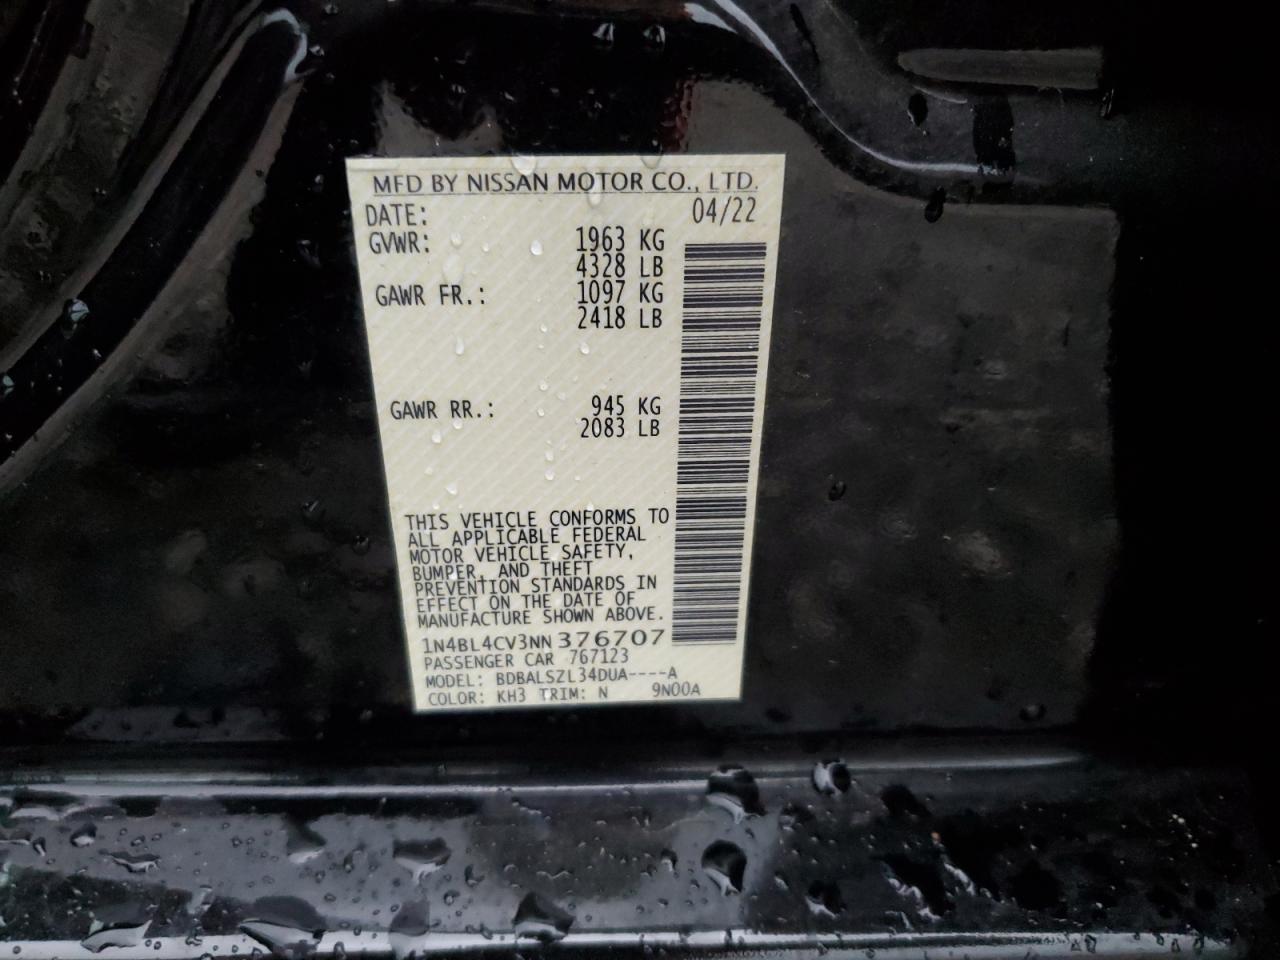 MFD BY NISSAN MOTOR CO., LTD.
DATE: 04/22
GVWR: 1963 KG
4328 LB
GAWR FR.: 1097 KG
2418 LB
GAWR RR.: 945 KG
2083 LB
THIS VEHICLE CONFORMS TO
ALL APPLICABLE FEDERAL
MOTOR VEHICLE SAFETY,
BUMPER, AND THEFT
PREVENTION STANDARDS IN
EFFECT ON THE DATE OF
MANUFACTURE SHOWN ABOVE.
1N4BL4CV3NN376707
PASSENGER CAR 767123
MODEL: BDBALSZL34DUA----A
COLOR: KH3 TRIM: N 9N00A